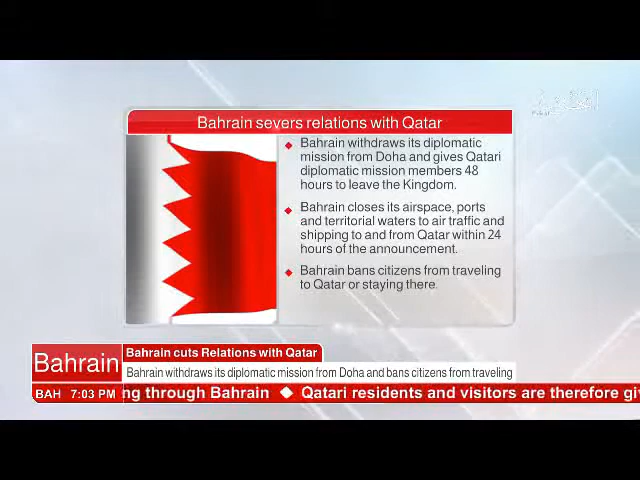 Bahrain severs relations with Qatar
Bahrain withdraws its diplomatic
mission from Doha and gives Qatari
diplomatic mission members 48
hours to leave the Kingdom.
Bahrain closes its airspace, ports
and territorial waters to air traffic and
shipping to and from Qatar within 24
hours of the announcement.
Bahrain bans citizens from traveling
to Qatar or staying there.
Bahrain
Bahrain cuts Relations with Qatar
Bahrain withdraws its diplomatic mission from Doha and bans citizens from traveling
BAH 7:03 PM ng through Bahrain ◆ Qatari residents and visitors are therefore giv